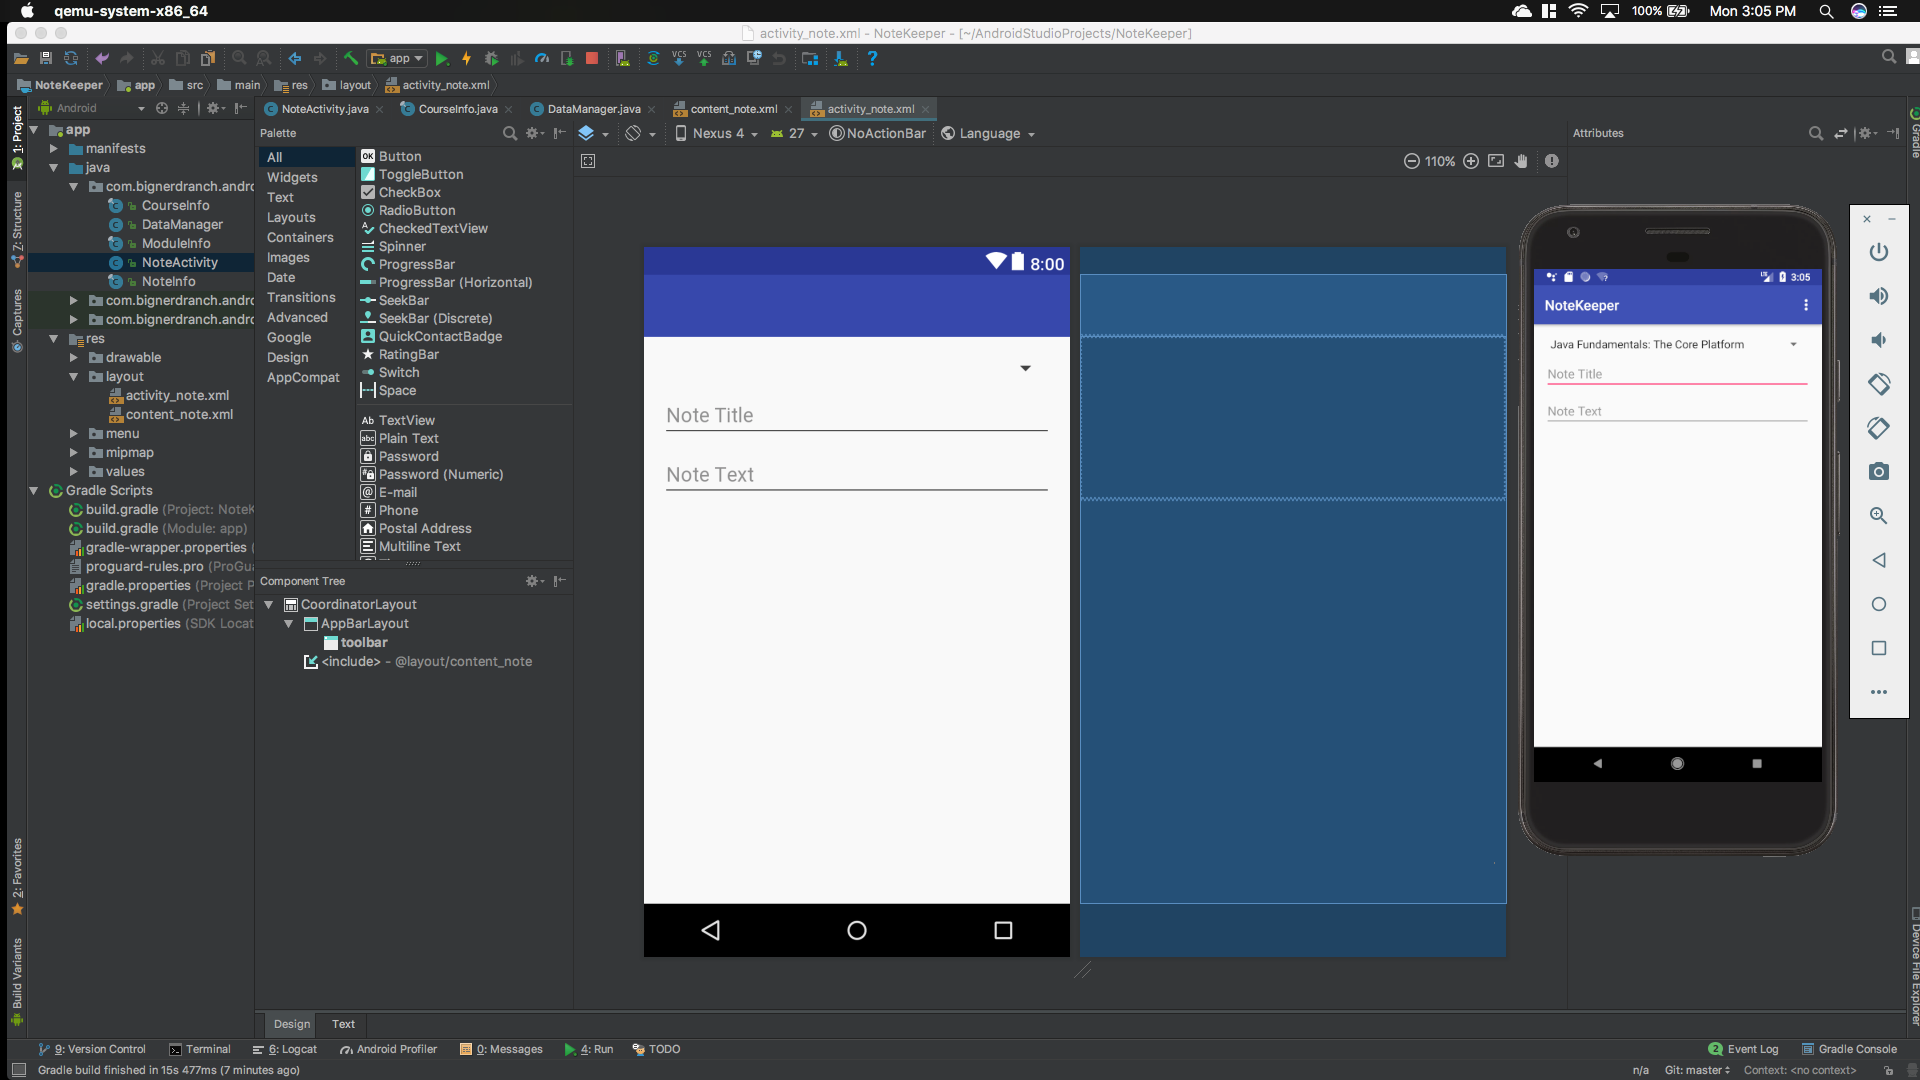 qemu-system-x86_64
100%
Mon 3:05 PM
activity_note.xml - NoteKeeper - [~/AndroidStudioProjects/NoteKeeper]
app
VCS
VCS
NoteKeeper
app
src
main
res
layout
activity_note.xml
Android
NoteActivity.java
CourseInfo.java
DataManager.java
content_note.xml
activity_note.xml
1: Project
7: Structure
Captures
2: Favorites
Build Variants
app
manifests
java
com.bignerdranch.andro
CourseInfo
DataManager
ModuleInfo
NoteActivity
NoteInfo
com.bignerdranch.andro
com.bignerdranch.andro
res
drawable
layout
activity_note.xml
content_note.xml
menu
mipmap
values
Gradle Scripts
build.gradle (Project: NoteK
build.gradle (Module: app)
gradle-wrapper.properties (
proguard-rules.pro (ProGua
gradle.properties (Project P
settings.gradle (Project Set
local.properties (SDK Locat
Palette
All
Widgets
Text
Layouts
Containers
Images
Date
Transitions
Advanced
Google
Design
AppCompat
OK Button
ToggleButton
CheckBox
RadioButton
CheckedTextView
Spinner
ProgressBar
ProgressBar (Horizontal)
SeekBar
SeekBar (Discrete)
QuickContactBadge
RatingBar
Switch
Space
Ab TextView
abc Plain Text
Password
Password (Numeric)
@ E-mail
# Phone
Postal Address
Multiline Text
Component Tree
CoordinatorLayout
AppBarLayout
toolbar
<include> - @layout/content_note
Nexus 4
27
NoActionBar
Language
110%
Attributes
8:00
Note Title
Note Text
3:05
NoteKeeper
Java Fundamentals: The Core Platform
Note Title
Note Text
Gradle
Device File Explorer
Design
Text
9: Version Control
Terminal
6: Logcat
Android Profiler
0: Messages
4: Run
TODO
2 Event Log
Gradle Console
Gradle build finished in 15s 477ms (7 minutes ago)
n/a
Git: master
Context: <no context>